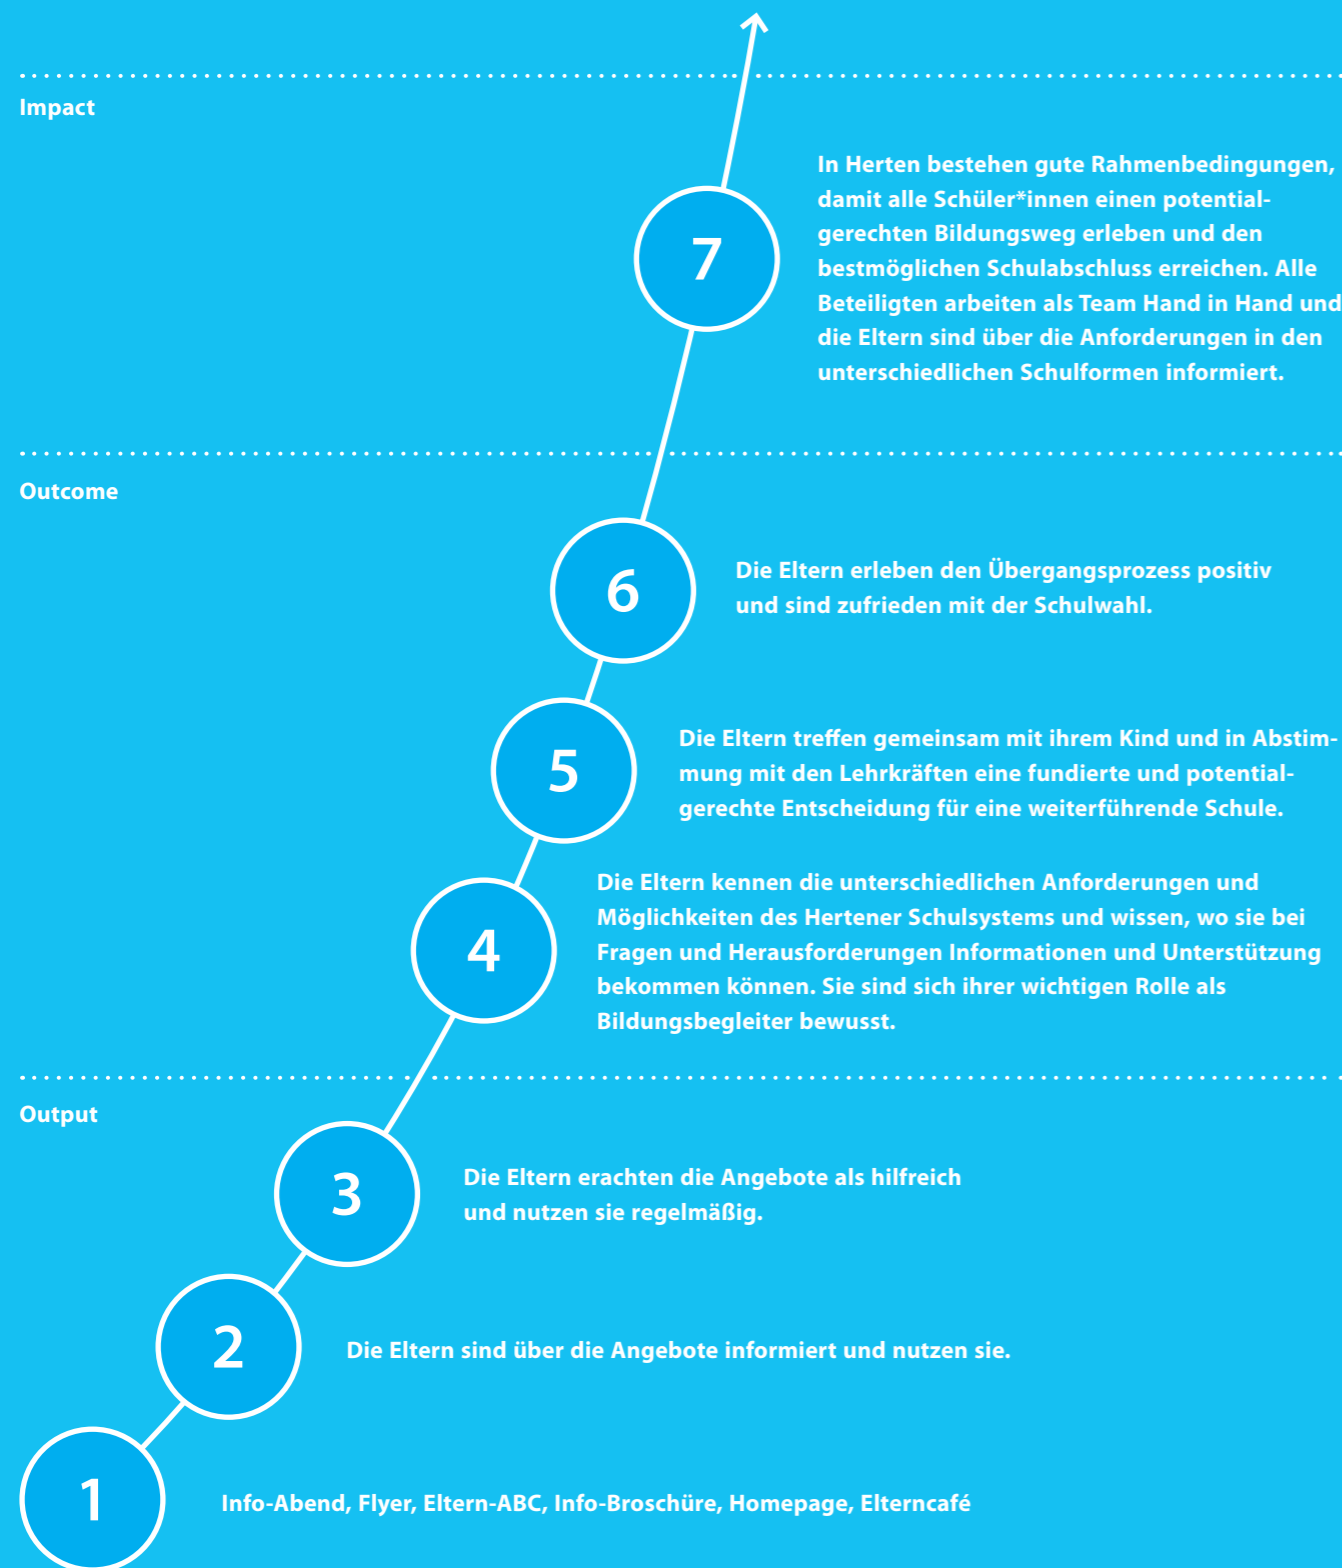 Impact
7
In Herten bestehen gute Rahmenbedingungen,
damit alle Schüler*innen einen potential-
gerechten Bildungsweg erleben und den
bestmöglichen Schulabschluss erreichen. Alle
Beteiligten arbeiten als Team Hand in Hand und
die Eltern sind über die Anforderungen in den
unterschiedlichen Schulformen informiert.
Outcome
6
Die Eltern erleben den Übergangsprozess positiv
und sind zufrieden mit der Schulwahl.
5
Die Eltern treffen gemeinsam mit ihrem Kind und in Abstim-
mung mit den Lehrkräften eine fundierte und potential-
gerechte Entscheidung für eine weiterführende Schule.
4
Die Eltern kennen die unterschiedlichen Anforderungen und
Möglichkeiten des Hertener Schulsystems und wissen, wo sie bei
Fragen und Herausforderungen Informationen und Unterstützung
bekommen können. Sie sind sich ihrer wichtigen Rolle als
Bildungsbegleiter bewusst.
Output
3
Die Eltern erachten die Angebote als hilfreich
und nutzen sie regelmäßig.
2
Die Eltern sind über die Angebote informiert und nutzen sie.
1
Info-Abend, Flyer, Eltern-ABC, Info-Broschüre, Homepage, Elterncafé